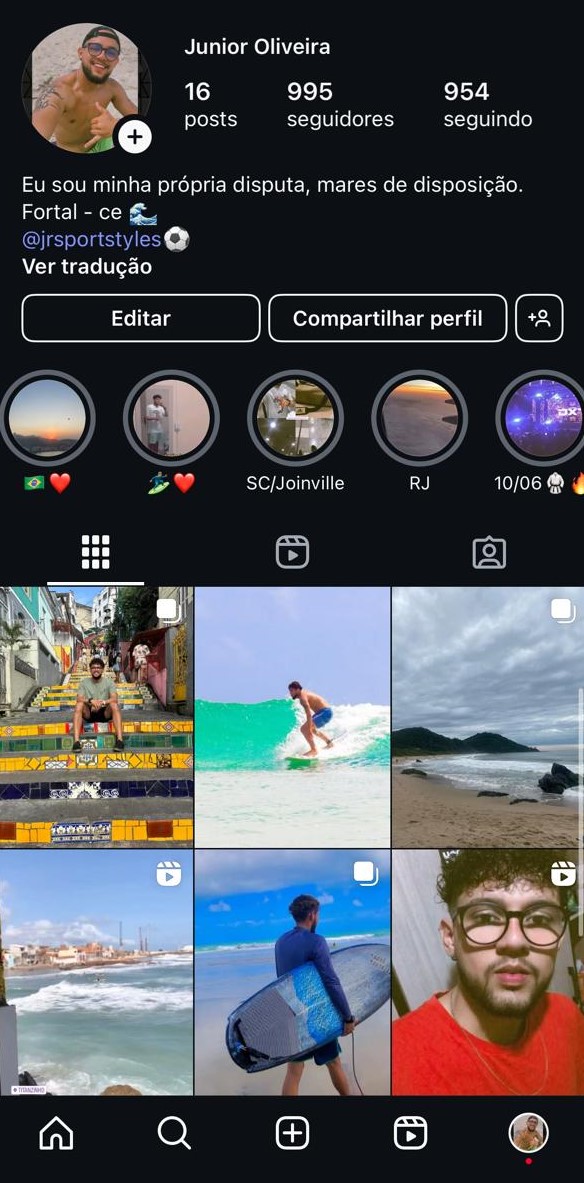 Junior Oliveira
16
995
954
posts
seguidores
seguindo
Eu sou minha própria disputa, mares de disposição.
Fortal - ce 🌊
@jrsportstyles⚽
Ver tradução
Editar
Compartilhar perfil
🇧🇷❤️
🏄❤️
SC/Joinville
RJ
10/06 🥋🔥
TITANZINHO